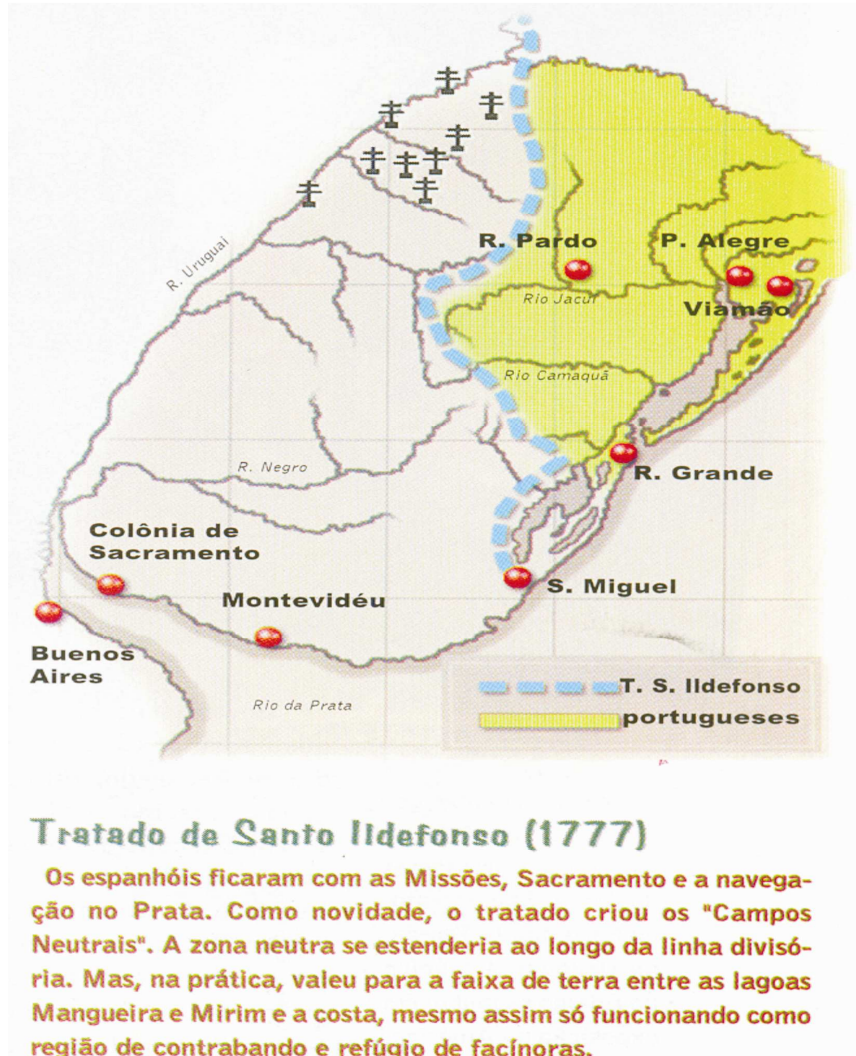 R. Pardo
P. Alegre
R. Uruguai
Rio Jacuí
Viamão
Rio Camaquã
R. Negro
R. Grande
Colônia de
Sacramento
S. Miguel
Montevidéu
Buenos
Aires
Rio da Prata
T. S. Ildefonso
portugueses
Tratado de Santo Ildefonso (1777)
Os espanhóis ficaram com as Missões, Sacramento e a navega-
ção no Prata. Como novidade, o tratado criou os "Campos
Neutrais". A zona neutra se estenderia ao longo da linha divisó-
ria. Mas, na prática, valeu para a faixa de terra entre as lagoas
Mangueira e Mirim e a costa, mesmo assim só funcionando como
região de contrabando e refúgio de facínoras.